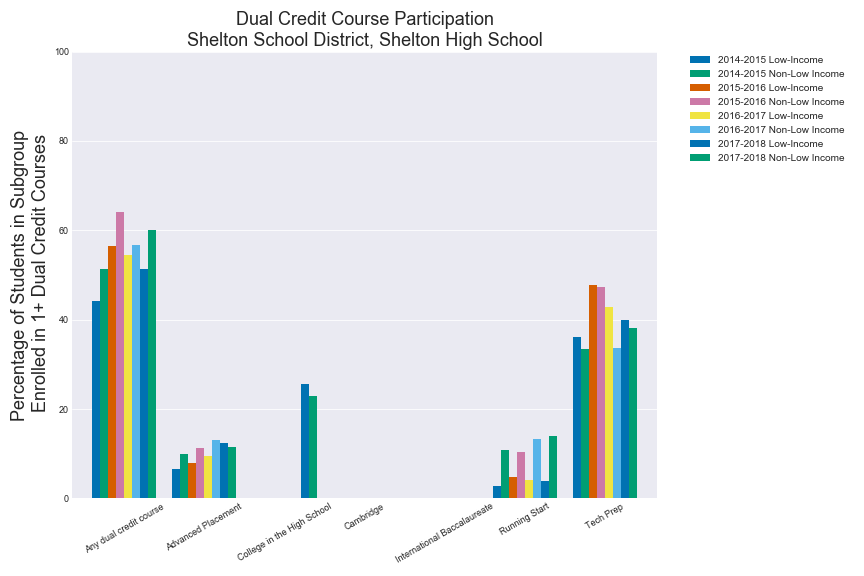 Dual Credit Course Participation
Shelton School District, Shelton High School
Percentage of Students in Subgroup
Enrolled in 1+ Dual Credit Courses
100
80
60
40
20
0
Any dual credit course
Advanced Placement
College in the High School
Cambridge
International Baccalaureate
Running Start
Tech Prep
2014-2015 Low-Income
2014-2015 Non-Low Income
2015-2016 Low-Income
2015-2016 Non-Low Income
2016-2017 Low-Income
2016-2017 Non-Low Income
2017-2018 Low-Income
2017-2018 Non-Low Income